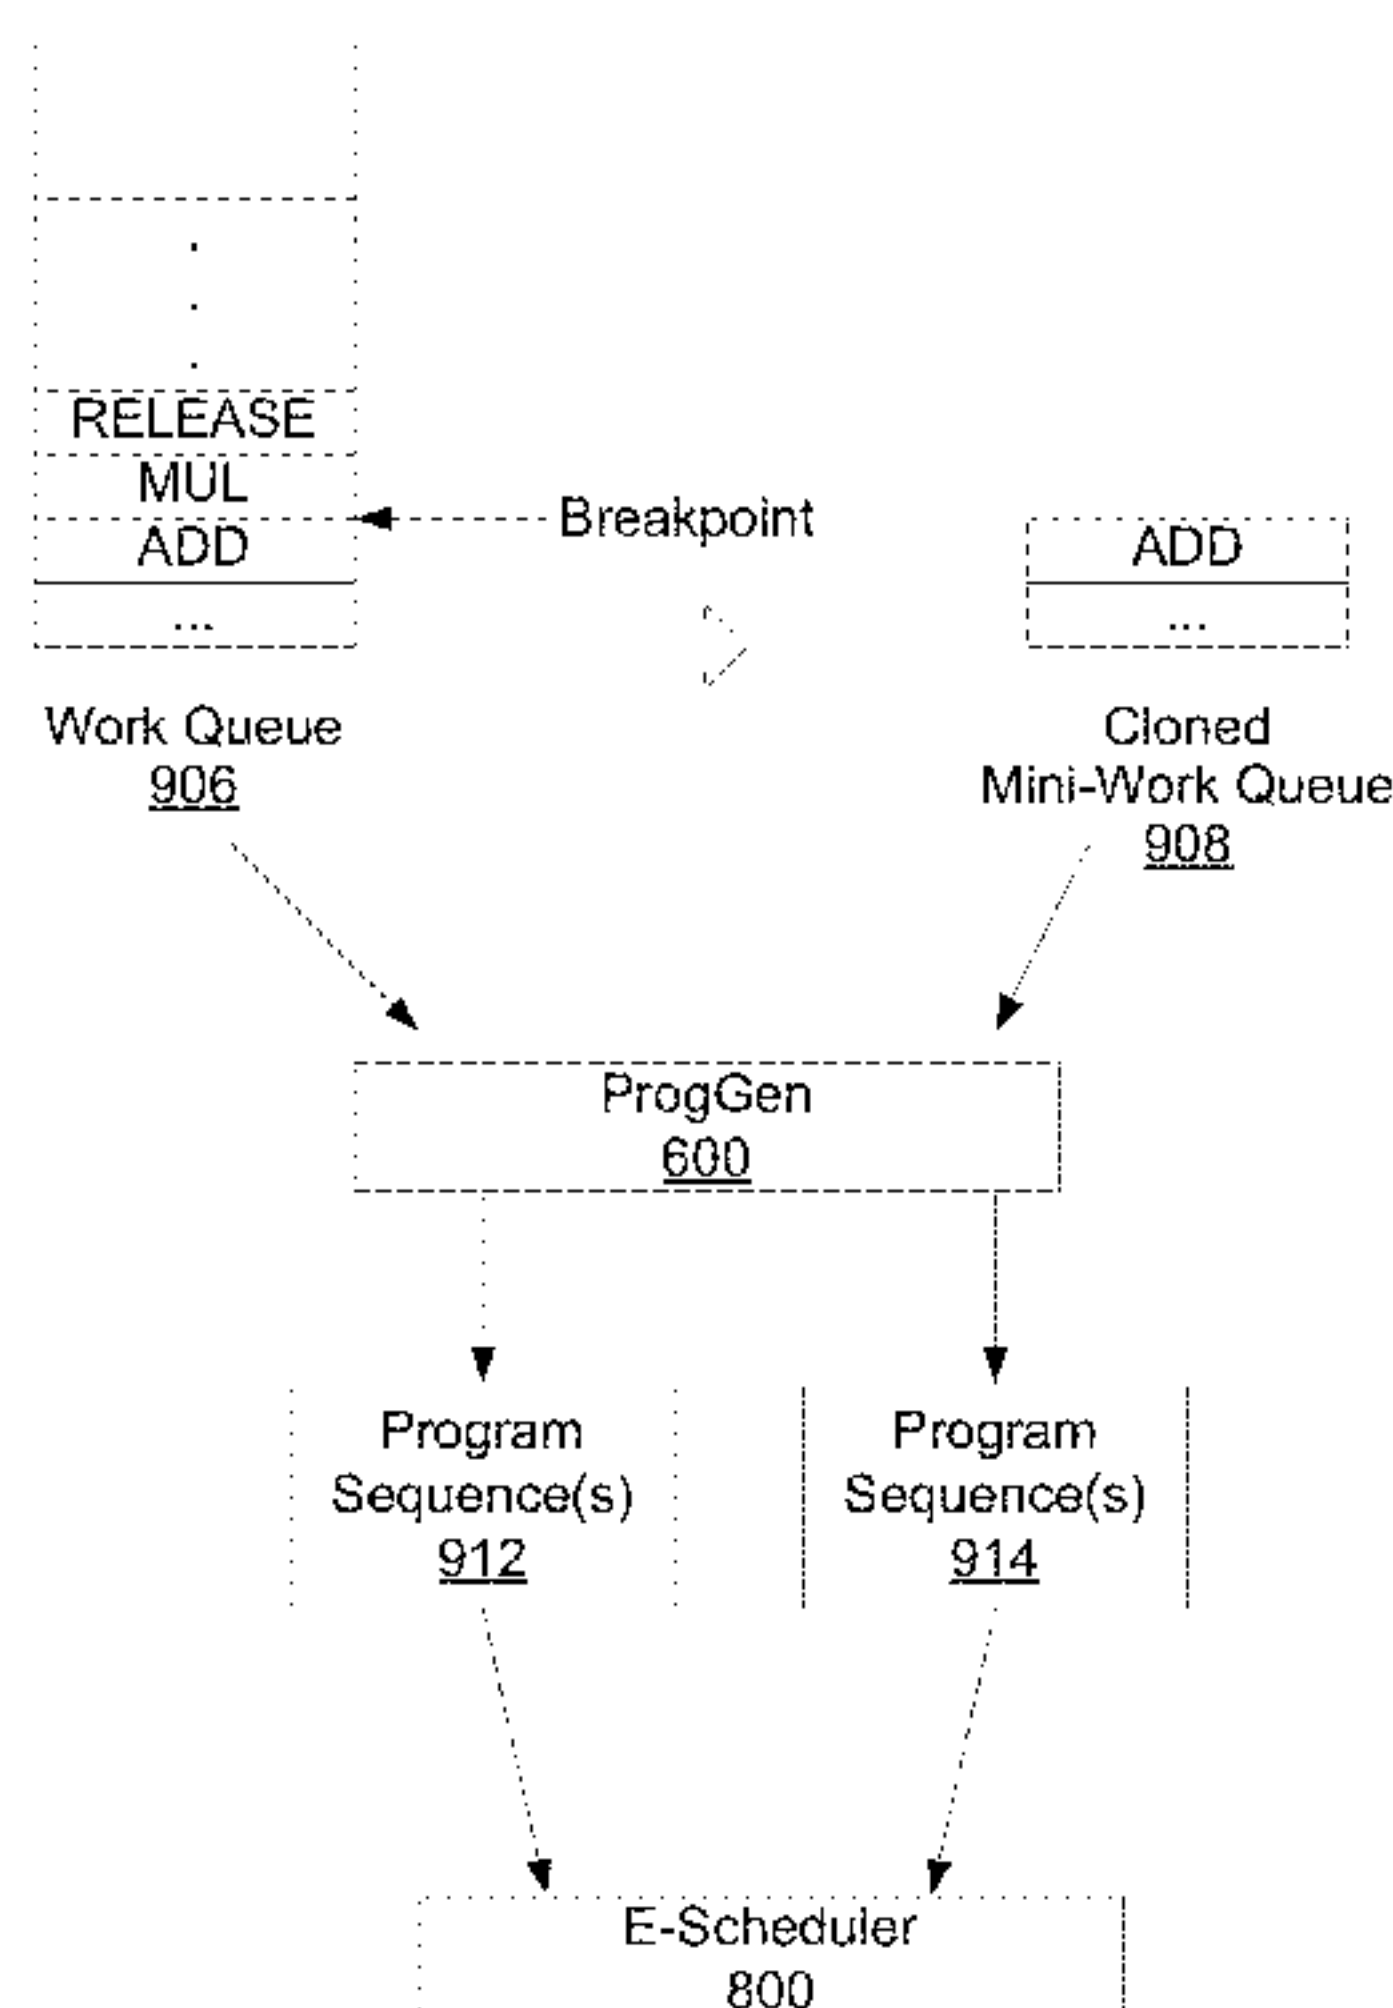 .
.
.
RELEASE
MUL
ADD
...
Breakpoint
ADD
...
Work Queue
906
Cloned
Mini-Work Queue
908
ProgGen
600
Program
Sequence(s)
912
Program
Sequence(s)
914
E-Scheduler
800